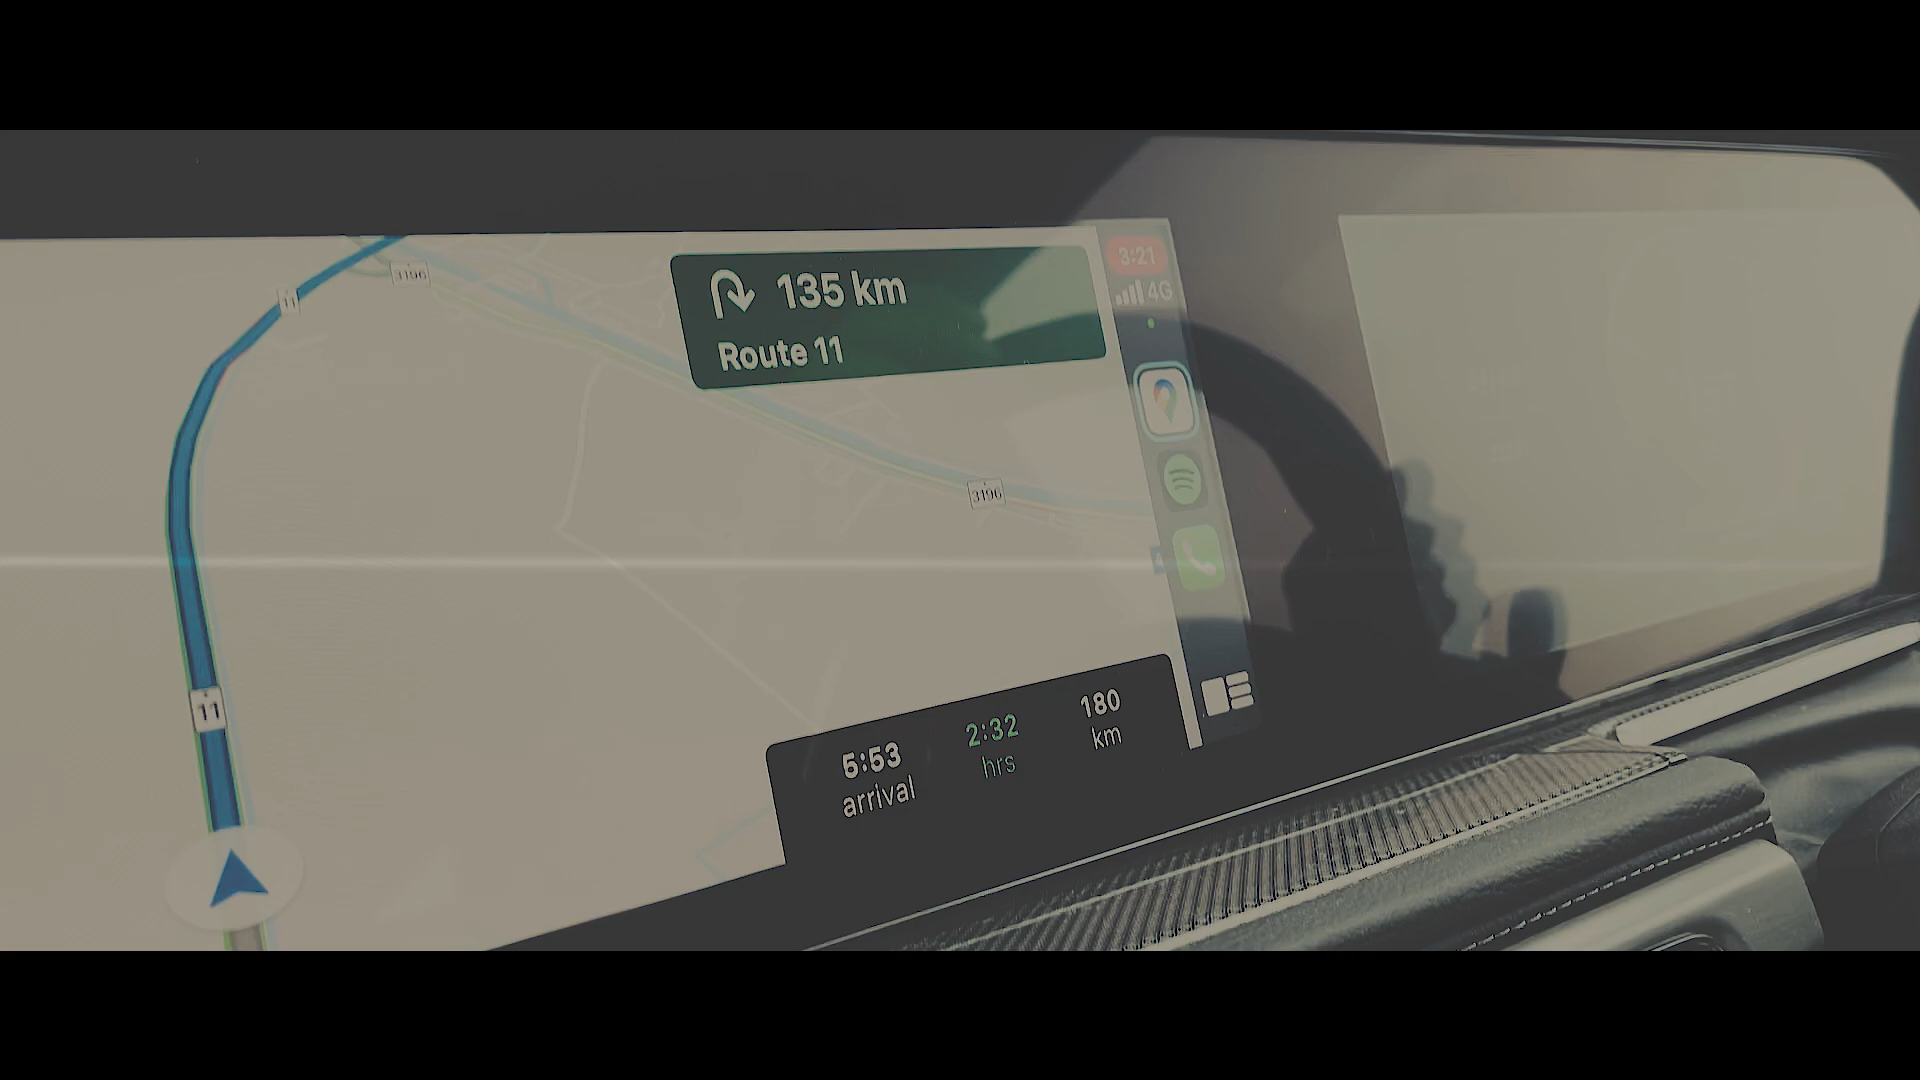 135 km
Route 11
3:21
4G
3196
11
3196
11
5:53
arrival
2:32
hrs
180
km